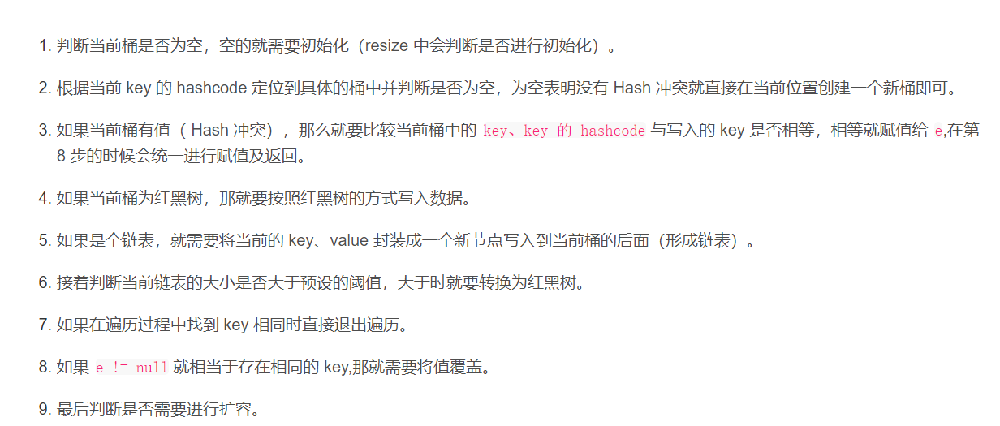 1. 判断当前桶是否为空，空的就需要初始化（resize 中会判断是否进行初始化）。
2. 根据当前 key 的 hashcode 定位到具体的桶中并判断是否为空，为空表明没有 Hash 冲突就直接在当前位置创建一个新桶即可。
3. 如果当前桶有值（ Hash 冲突），那么就要比较当前桶中的 key、key 的 hashcode 与写入的 key 是否相等，相等就赋值给 e,在第
8 步的时候会统一进行赋值及返回。
4. 如果当前桶为红黑树，那就要按照红黑树的方式写入数据。
5. 如果是个链表，就需要将当前的 key、value 封装成一个新节点写入到当前桶的后面（形成链表）。
6. 接着判断当前链表的大小是否大于预设的阈值，大于时就要转换为红黑树。
7. 如果在遍历过程中找到 key 相同时直接退出遍历。
8. 如果 e != null 就相当于存在相同的 key,那就需要将值覆盖。
9. 最后判断是否需要进行扩容。